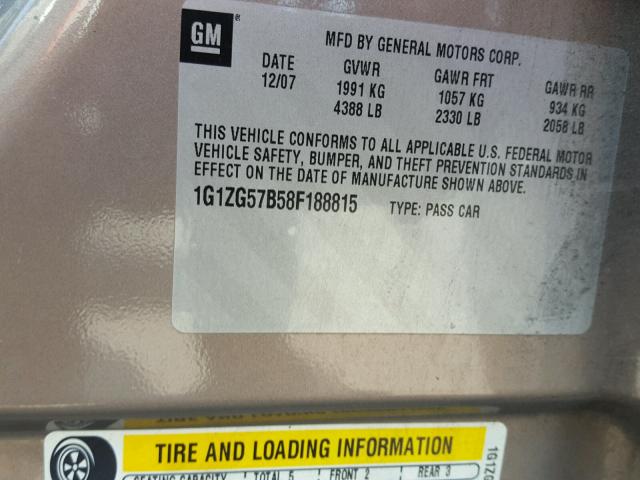 GM
®
MFD BY GENERAL MOTORS CORP.
DATE GVWR GAWR FRT GAWR RR
12/07 1991 KG 1057 KG 934 KG
4388 LB 2330 LB 2058 LB
THIS VEHICLE CONFORMS TO ALL APPLICABLE U.S. FEDERAL MOTOR
VEHICLE SAFETY, BUMPER, AND THEFT PREVENTION STANDARDS IN
EFFECT ON THE DATE OF MANUFACTURE SHOWN ABOVE.
1G1ZG57B58F188815 TYPE: PASS CAR
TIRE AND LOADING INFORMATION
SEATING CAPACITY TOTAL 5 FRONT 2 REAR 3
1G1ZG